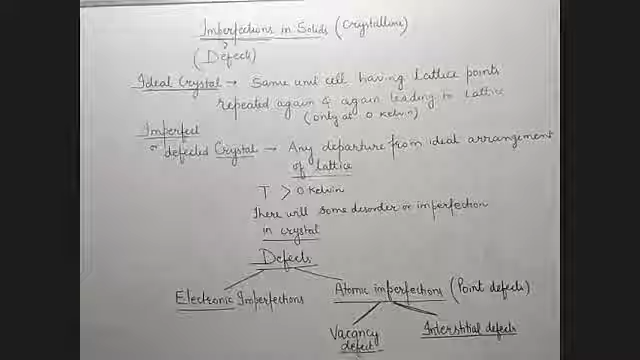 Imperfections in Solids (Crystalline)
(Defect)
Ideal Crystal → Same unit cell having Lattice points
repeated again & again leading to Lattice
(only at 0 Kelvin)
Imperfect
or defected Crystal → Any departure from ideal arrangement
of lattice
T > 0 Kelvin
There will some disorder or imperfection
in crystal
Defects
Electronic Imperfections
Atomic imperfections (Point defects)
Vacancy
defect
Interstitial defects